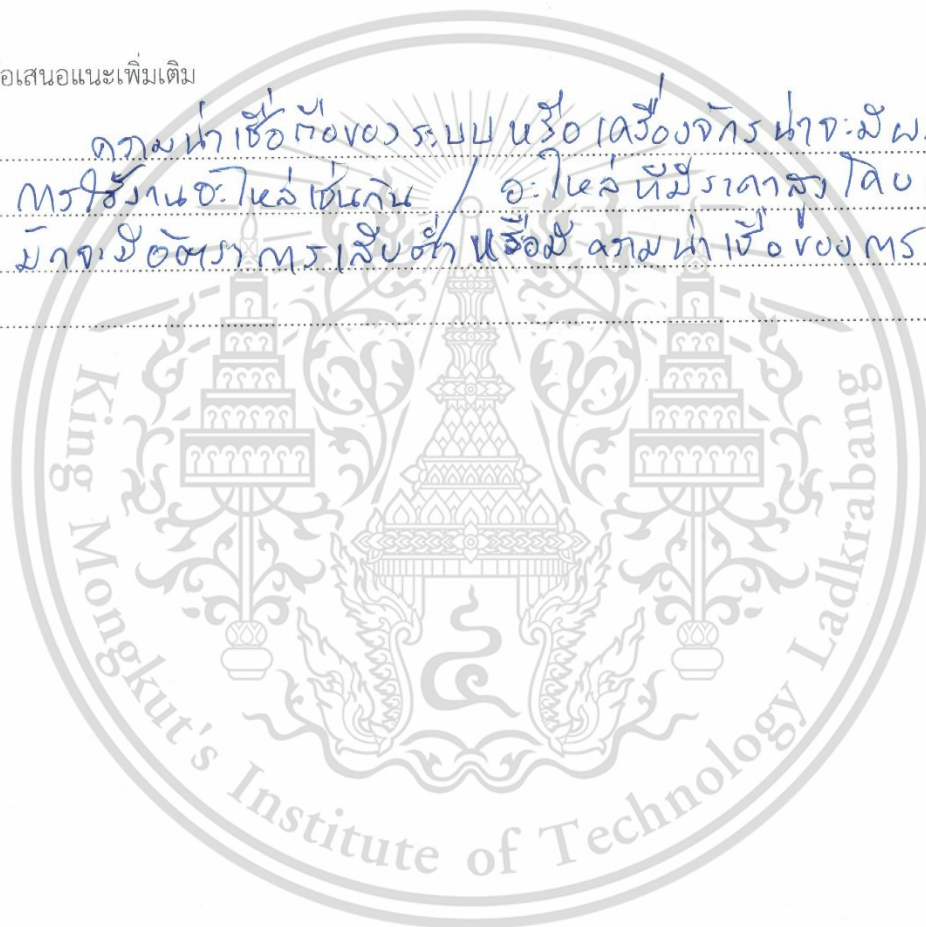 อเสนอแนะเพิ่มเติม
ความน่าเชื่อถือของระบบ หรือ เครื่องจักร น่าจะมีผ
การใช้งานอะไหล่เช่นกัน / อะไหล่ ที่มีราคาสูง โดย
มักจะมีอัตราการเสียต่ำ หรือมี ความน่าเชื่อของการ
King Mongkut's Institute of Technology Ladkrabang